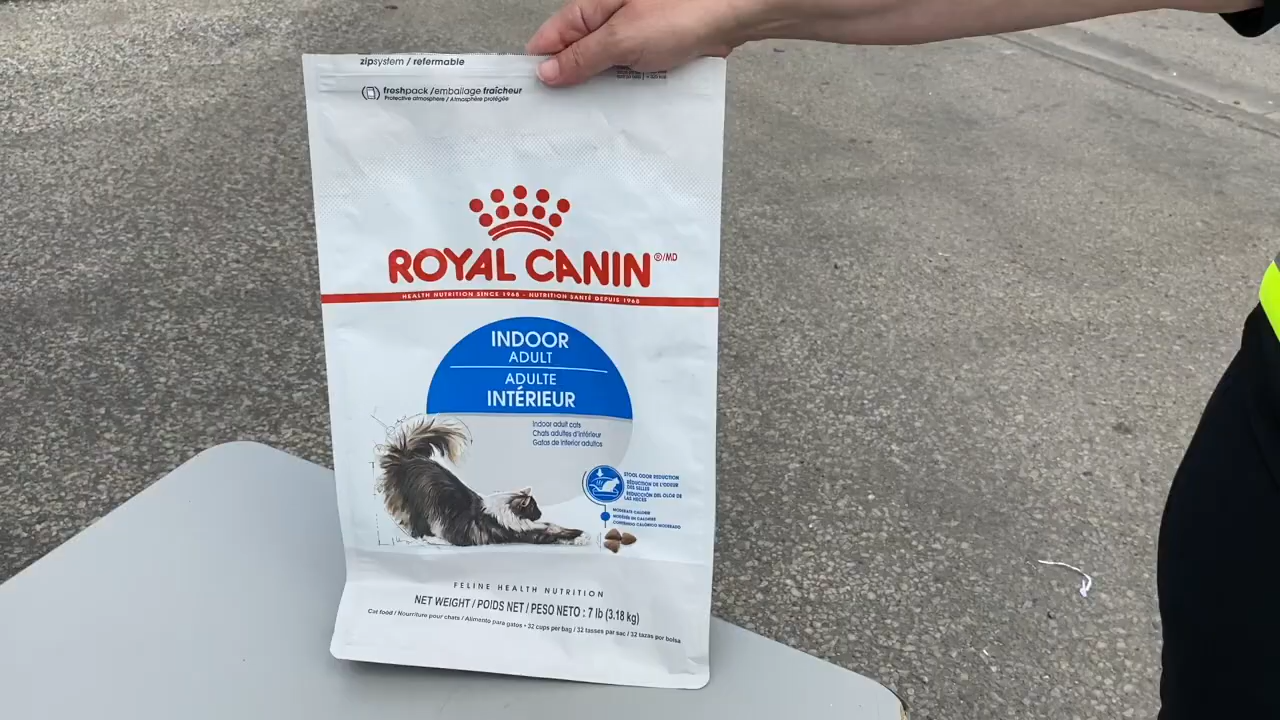 zipsystem / refermable
freshpack / emballage fraîcheur
Protective atmosphere / Atmosphère protégée
ROYAL CANIN ®/MD
HEALTH NUTRITION SINCE 1968 - NUTRITION SANTÉ DEPUIS 1968
INDOOR
ADULT
ADULTE
INTÉRIEUR
Indoor adult cats
Chats adultes d'intérieur
Gatos de interior adultos
STOOL ODOR REDUCTION
RÉDUCTION DE L'ODEUR
DES SELLES
REDUCCIÓN DEL OLOR DE
LAS HECES
MODERATE CALORIE
MODÉRÉE EN CALORIES
CONTENIDO CALÓRICO MODERADO
FELINE HEALTH NUTRITION
NET WEIGHT / POIDS NET / PESO NETO : 7 lb (3.18 kg)
Cat food / Nourriture pour chats / Alimento para gatos • 32 cups per bag / 32 tasses par sac / 32 tazas por bolsa